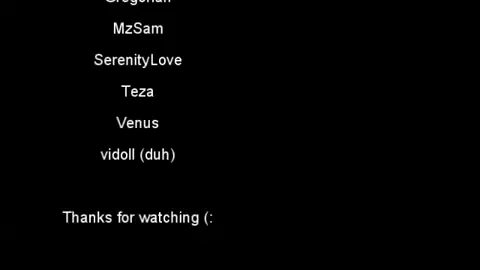 MzSam
SerenityLove
Teza
Venus
vidoll (duh)
Thanks for watching (: